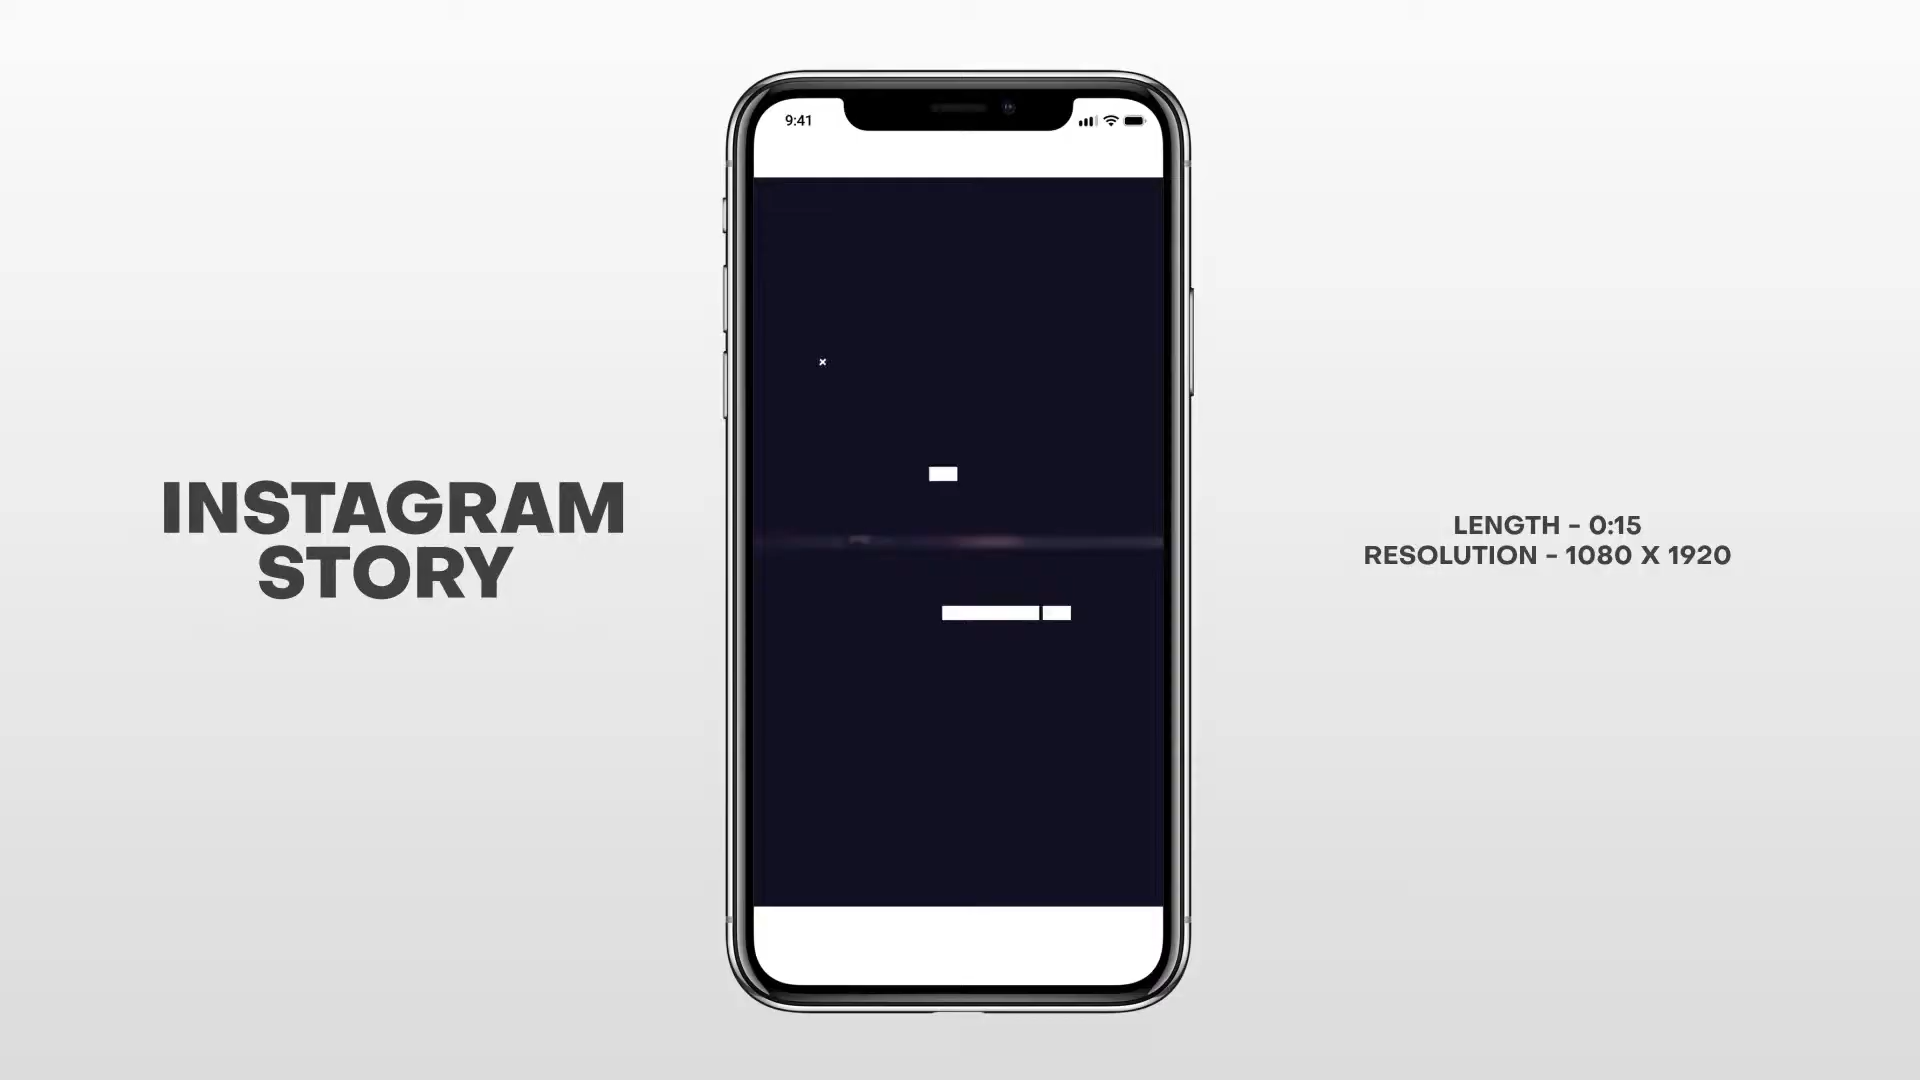 9:41
INSTAGRAM
STORY
LENGTH - 0:15
RESOLUTION - 1080 X 1920